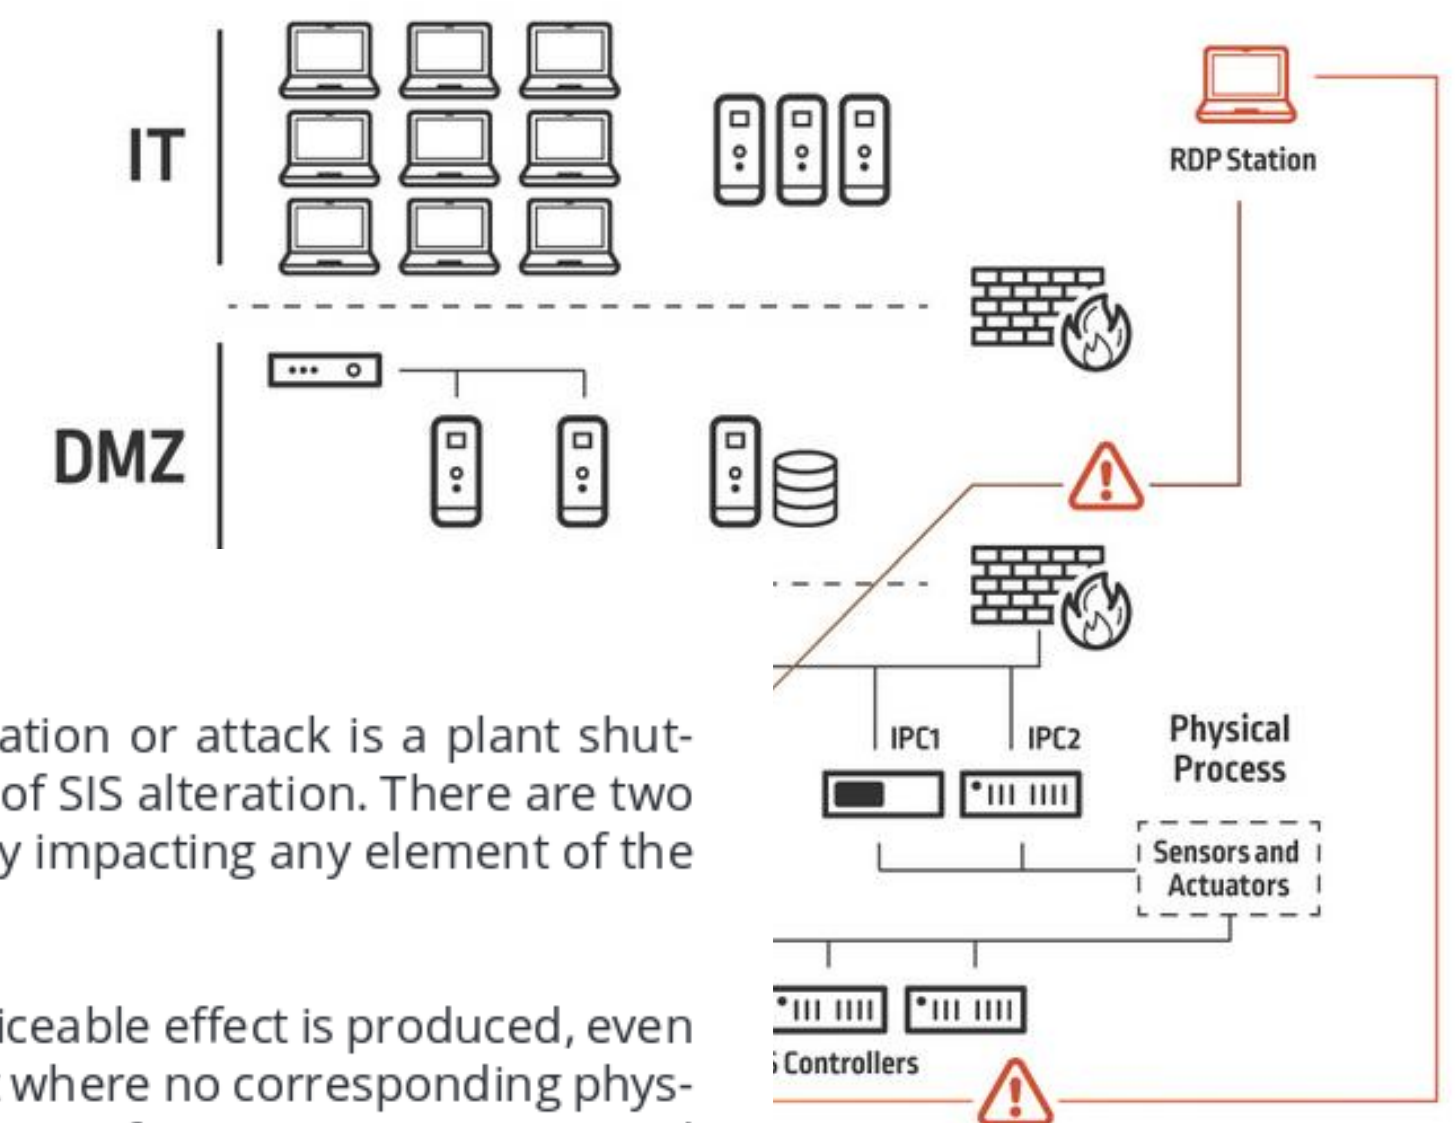 IT
RDP Station
DMZ
IPC1 IPC2
Physical
Process
Sensors and
Actuators
Controllers
ation or attack is a plant shut-
of SIS alteration. There are two
y impacting any element of the
iceable effect is produced, even
where no corresponding phys-